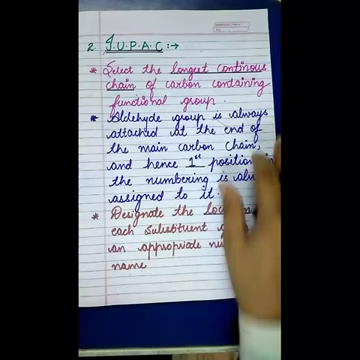 2. I.U.P.A.C :→
* Select the longest continous
chain of carbon containing
functional group.
* Aldehyde group is always
attached at the end of
the main carbon chain,
and hence 1st position
the numbering is
assigned to it.
* Designate the
each
an appropriate
name